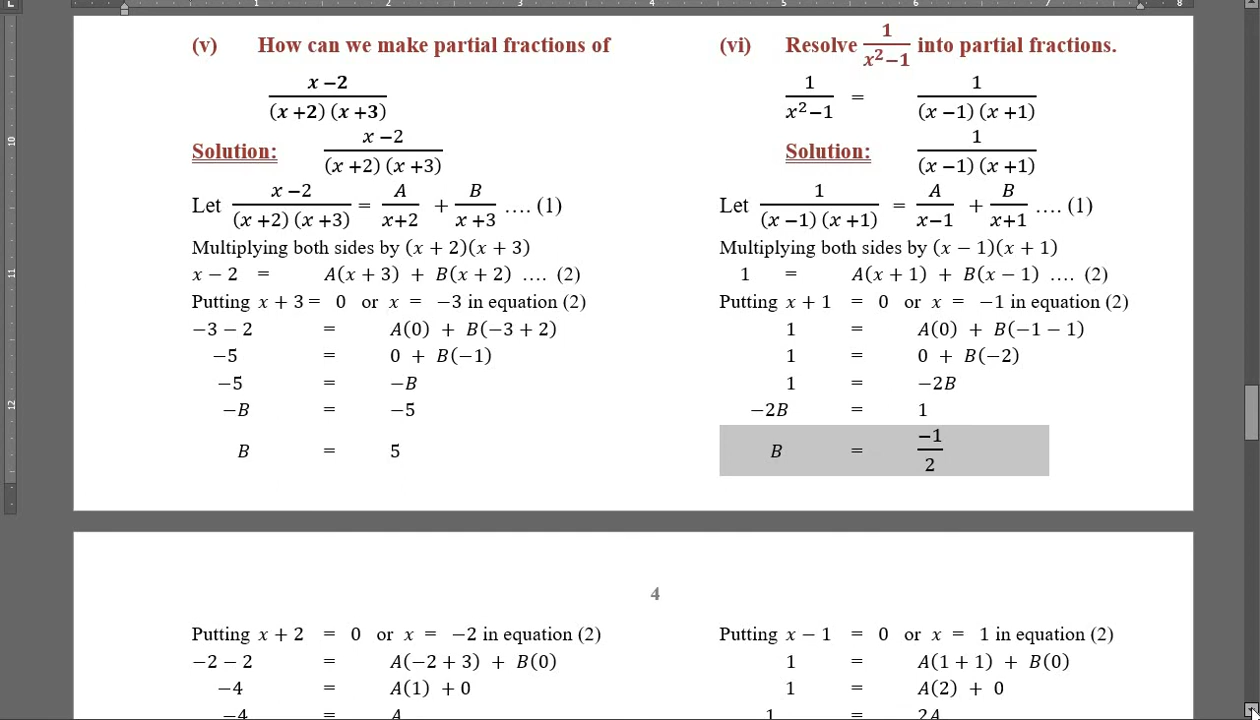 (v) How can we make partial fractions of
x −2
(x +2) (x +3)
Solution: x −2
(x +2) (x +3)
Let x −2 / (x +2) (x +3) = A / x+2 + B / x +3 .... (1)
Multiplying both sides by (x + 2)(x + 3)
x − 2 = A(x + 3) + B(x + 2) .... (2)
Putting x + 3 = 0 or x = −3 in equation (2)
−3 − 2 = A(0) + B(−3 + 2)
−5 = 0 + B(−1)
−5 = −B
−B = −5
B = 5
(vi) Resolve 1 / x²−1 into partial fractions.
1 / x²−1 = 1 / (x −1) (x +1)
Solution: 1 / (x −1) (x +1)
Let 1 / (x −1) (x +1) = A / x−1 + B / x+1 .... (1)
Multiplying both sides by (x − 1)(x + 1)
1 = A(x + 1) + B(x − 1) .... (2)
Putting x + 1 = 0 or x = −1 in equation (2)
1 = A(0) + B(−1 − 1)
1 = 0 + B(−2)
1 = −2B
−2B = 1
B = −1 / 2
4
Putting x + 2 = 0 or x = −2 in equation (2)
−2 − 2 = A(−2 + 3) + B(0)
−4 = A(1) + 0
−4 = A
Putting x − 1 = 0 or x = 1 in equation (2)
1 = A(1 + 1) + B(0)
1 = A(2) + 0
1 = 2A